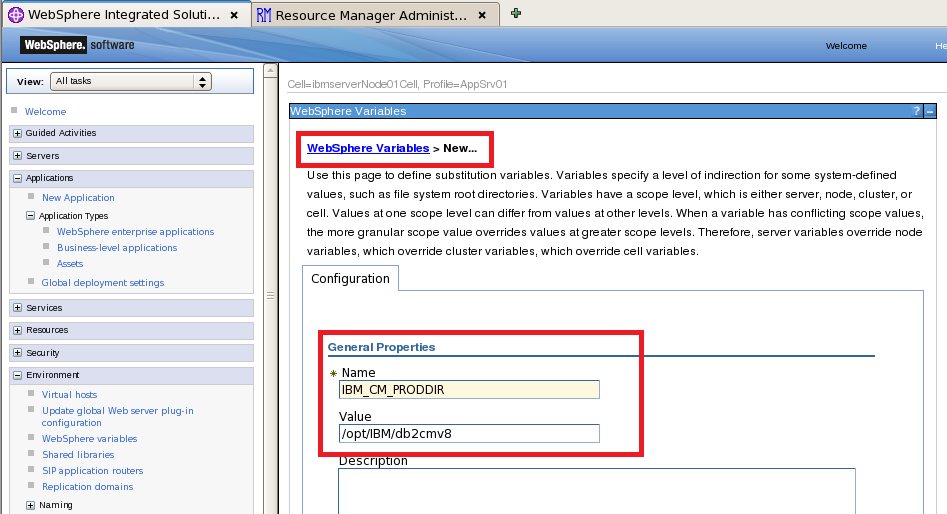 WebSphere Integrated Soluti...
RM Resource Manager Administ...
WebSphere. software
Welcome
He
View: All tasks
Cell=ibmserverNode01Cell, Profile=AppSrv01
Welcome
Guided Activities
Servers
Applications
New Application
Application Types
WebSphere enterprise applications
Business-level applications
Assets
Global deployment settings
Services
Resources
Security
Environment
Virtual hosts
Update global Web server plug-in
configuration
WebSphere variables
Shared libraries
SIP application routers
Replication domains
Naming
WebSphere Variables
?
WebSphere Variables > New...
Use this page to define substitution variables. Variables specify a level of indirection for some system-defined
values, such as file system root directories. Variables have a scope level, which is either server, node, cluster, or
cell. Values at one scope level can differ from values at other levels. When a variable has conflicting scope values,
the more granular scope value overrides values at greater scope levels. Therefore, server variables override node
variables, which override cluster variables, which override cell variables.
Configuration
General Properties
* Name
IBM_CM_PRODDIR
Value
/opt/IBM/db2cmv8
Description